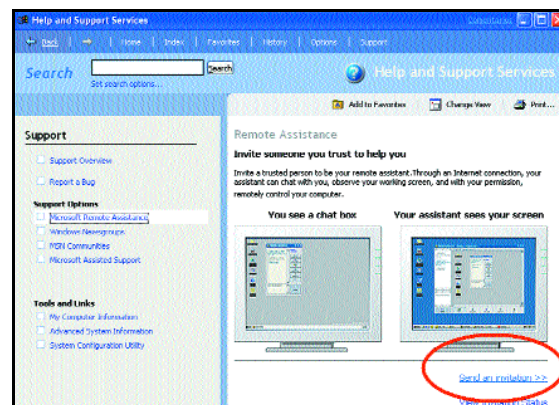 Help and Support Services
Comentarios
Back | Home | Index | Favorites | History | Options | Support
Search
Search
Set search options...
Help and Support Services
Add to Favorites Change View Print...
Support
Support Overview
Report a Bug
Support Options
Microsoft Remote Assistance
Windows Newsgroups
MSN Communities
Microsoft Assisted Support
Tools and Links
My Computer Information
Advanced System Information
System Configuration Utility
Remote Assistance
Invite someone you trust to help you
Invite a trusted person to be your remote assistant.Through an Internet connection, your
assistant can chat with you, observe your working screen, and with your permission,
remotely control your computer.
You see a chat box
Your assistant sees your screen
Send an invitation >>
View Invitation Status